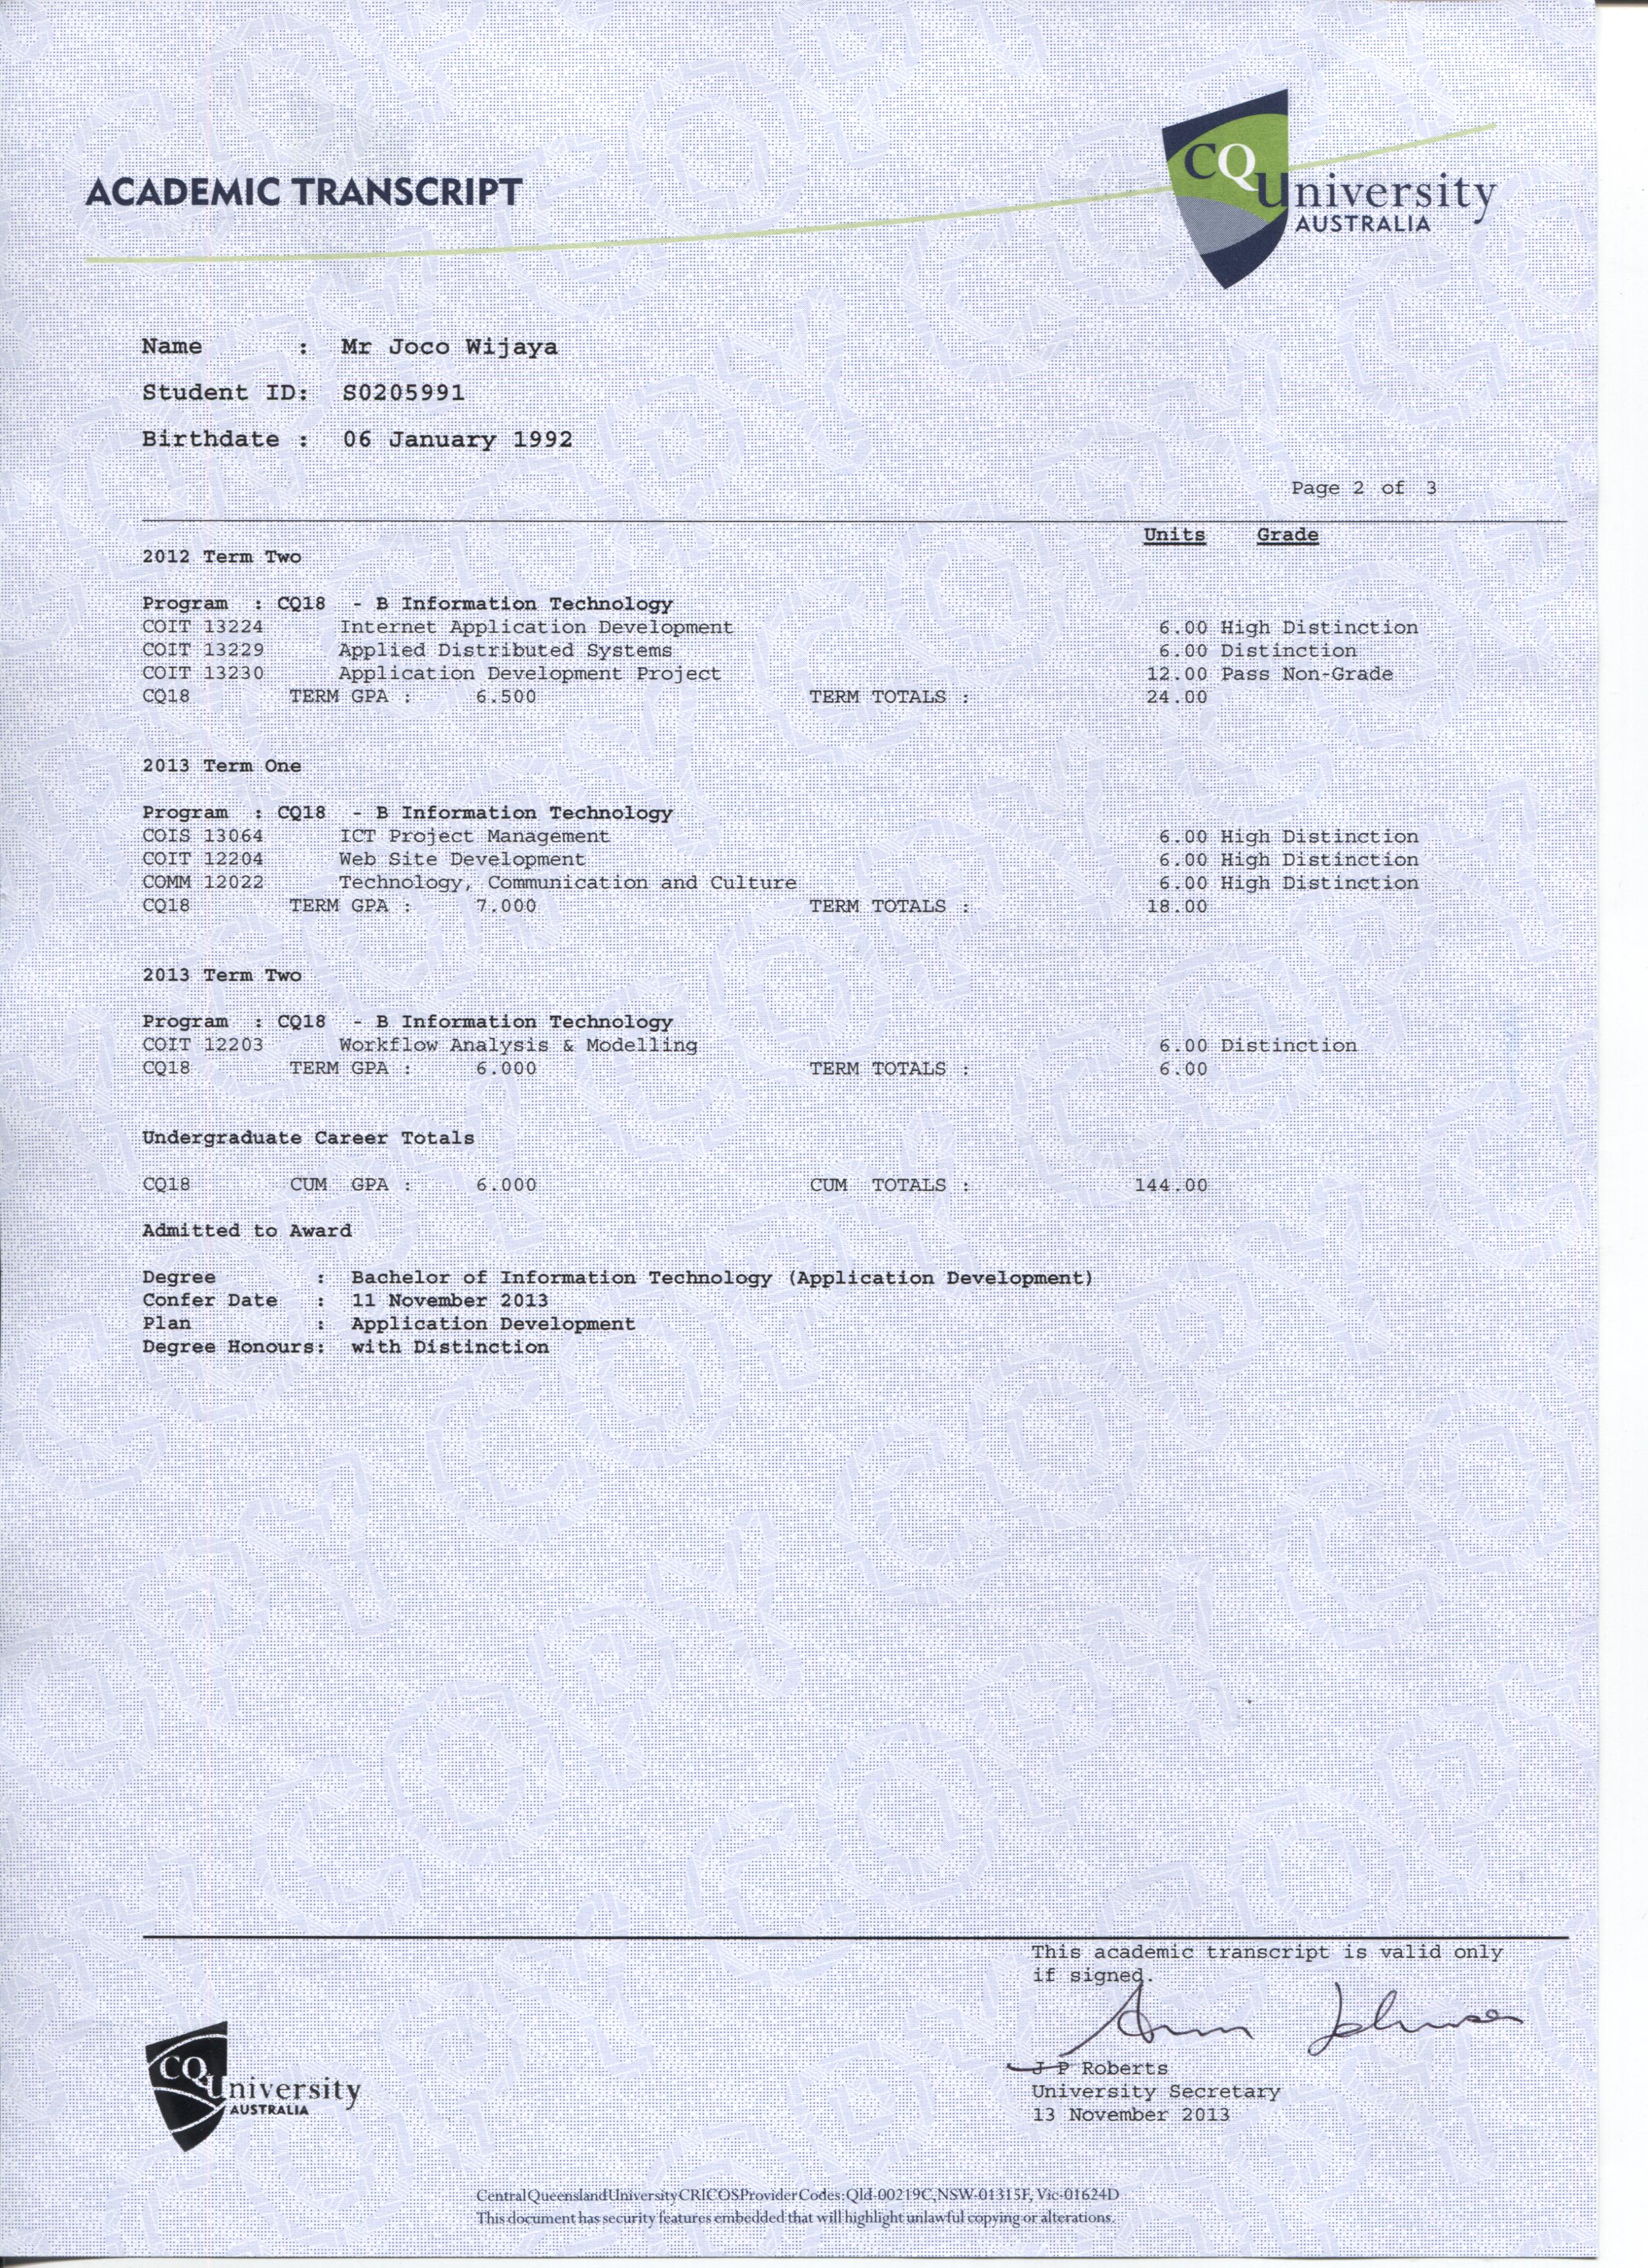 ACADEMIC TRANSCRIPT
CQUniversity
AUSTRALIA
Name : Mr Joco Wijaya
Student ID: S0205991
Birthdate : 06 January 1992
Page 2 of 3
Units Grade
2012 Term Two
Program : CQ18 - B Information Technology
COIT 13224 Internet Application Development 6.00 High Distinction
COIT 13229 Applied Distributed Systems 6.00 Distinction
COIT 13230 Application Development Project 12.00 Pass Non-Grade
CQ18 TERM GPA : 6.500 TERM TOTALS : 24.00
2013 Term One
Program : CQ18 - B Information Technology
COIS 13064 ICT Project Management 6.00 High Distinction
COIT 12204 Web Site Development 6.00 High Distinction
COMM 12022 Technology, Communication and Culture 6.00 High Distinction
CQ18 TERM GPA : 7.000 TERM TOTALS : 18.00
2013 Term Two
Program : CQ18 - B Information Technology
COIT 12203 Workflow Analysis & Modelling 6.00 Distinction
CQ18 TERM GPA : 6.000 TERM TOTALS : 6.00
Undergraduate Career Totals
CQ18 CUM GPA : 6.000 CUM TOTALS : 144.00
Admitted to Award
Degree : Bachelor of Information Technology (Application Development)
Confer Date : 11 November 2013
Plan : Application Development
Degree Honours: with Distinction
This academic transcript is valid only
if signed.
J P Roberts
University Secretary
13 November 2013
CQUniversity
AUSTRALIA
Central Queensland University CRICOS Provider Codes: Qld-00219C, NSW-01315F, Vic-01624D
This document has security features embedded that will highlight unlawful copying or alterations.